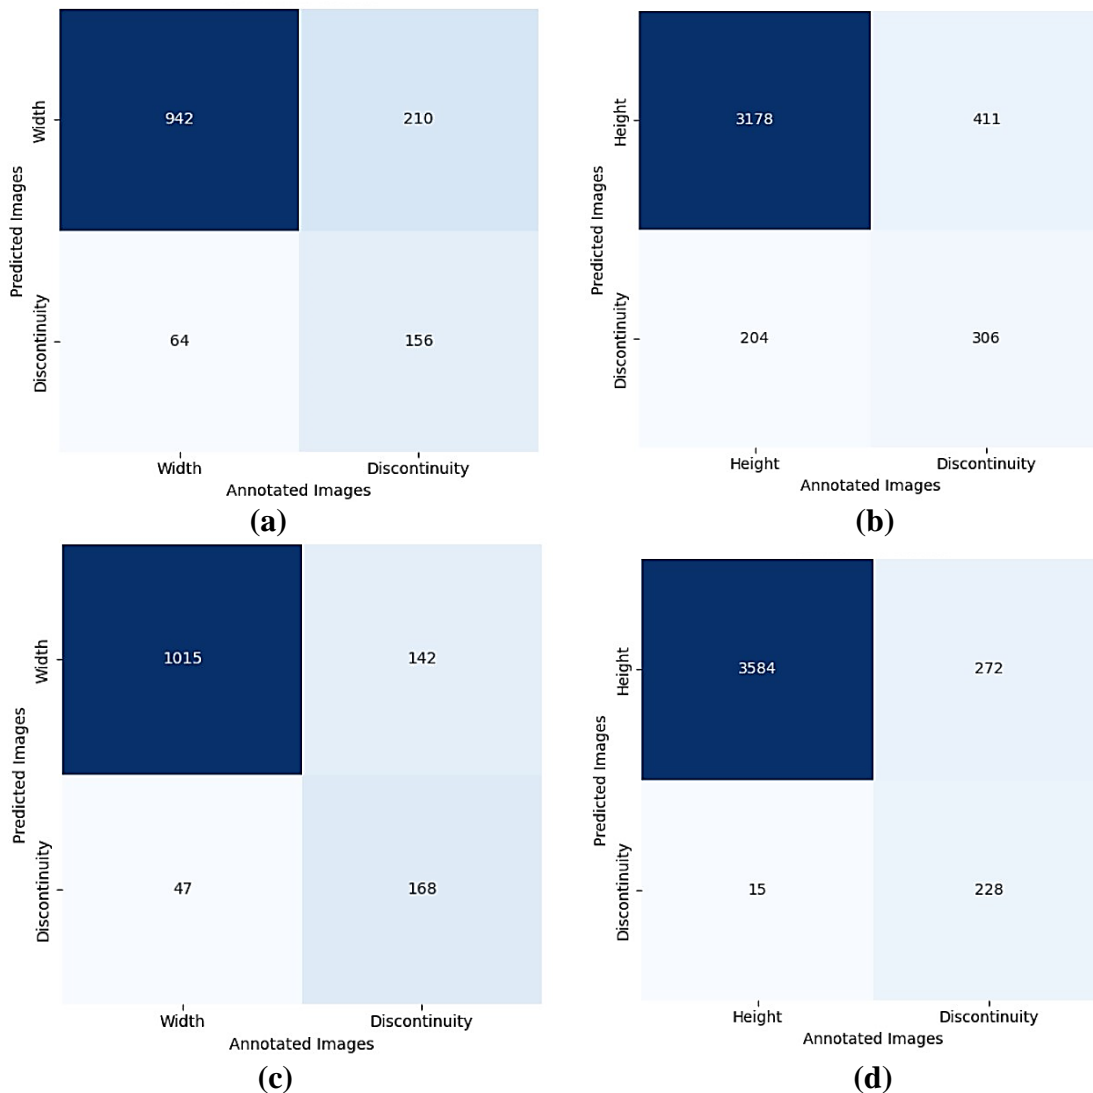 Predicted Images
Width
942
210
Discontinuity
64
156
Width
Discontinuity
Annotated Images
(a)
Predicted Images
Height
3178
411
Discontinuity
204
306
Height
Discontinuity
Annotated Images
(b)
Predicted Images
Width
1015
142
Discontinuity
47
168
Width
Discontinuity
Annotated Images
(c)
Predicted Images
Height
3584
272
Discontinuity
15
228
Height
Discontinuity
Annotated Images
(d)